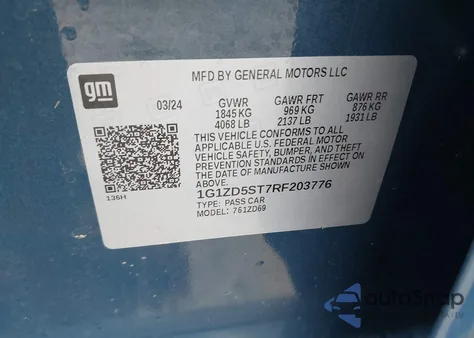 gm
MFD BY GENERAL MOTORS LLC
03/24 GVWR GAWR FRT GAWR RR
1845 KG 969 KG 876 KG
4068 LB 2137 LB 1931 LB
THIS VEHICLE CONFORMS TO ALL
APPLICABLE U.S. FEDERAL MOTOR
VEHICLE SAFETY, BUMPER, AND THEFT
PREVENTION STANDARDS IN EFFECT ON
THE DATE OF MANUFACTURE SHOWN
ABOVE.
136H
1G1ZD5ST7RF203776
TYPE: PASS CAR
MODEL: 761ZD69
autoSnap